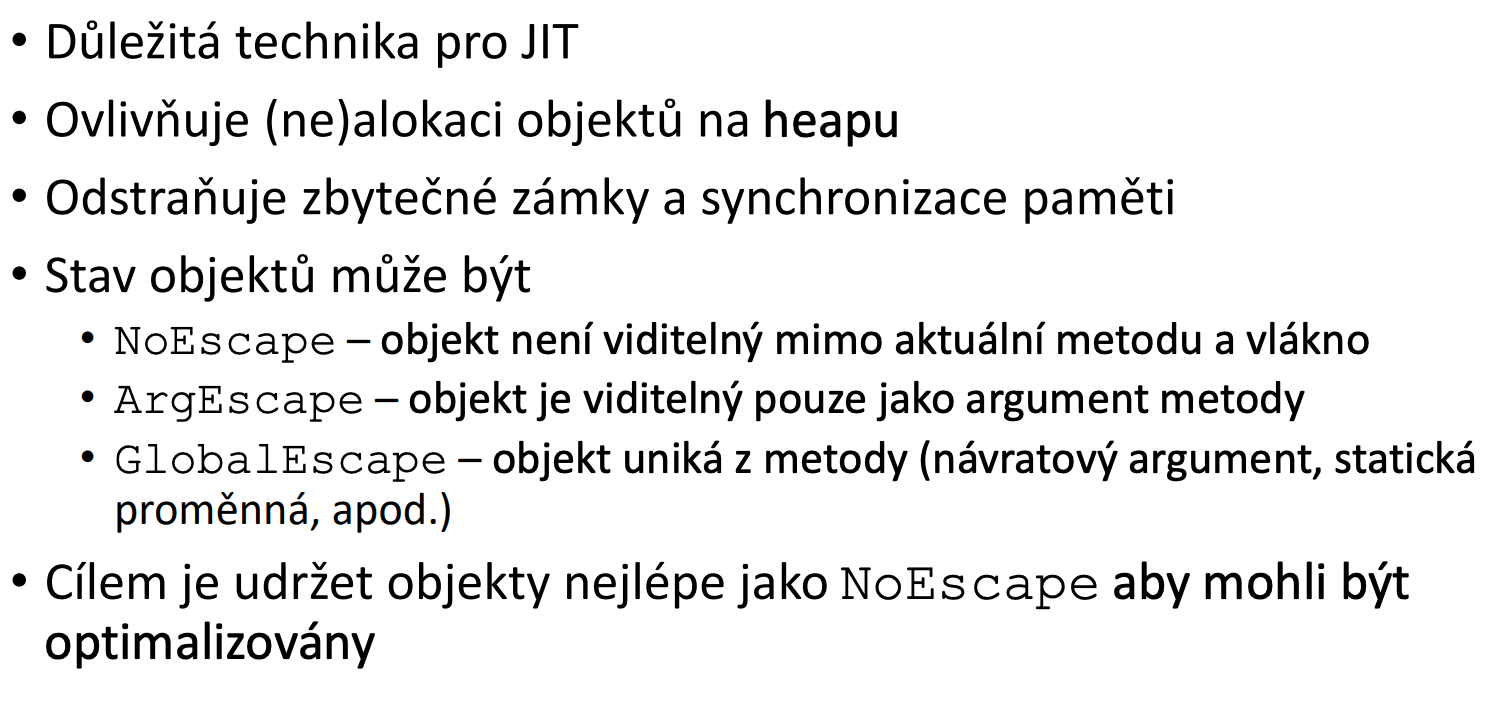 • Důležitá technika pro JIT
• Ovlivňuje (ne)alokaci objektů na heapu
• Odstraňuje zbytečné zámky a synchronizace paměti
• Stav objektů může být
• NoEscape – objekt není viditelný mimo aktuální metodu a vlákno
• ArgEscape – objekt je viditelný pouze jako argument metody
• GlobalEscape – objekt uniká z metody (návratový argument, statická
proměnná, apod.)
• Cílem je udržet objekty nejlépe jako NoEscape aby mohli být
optimalizovány